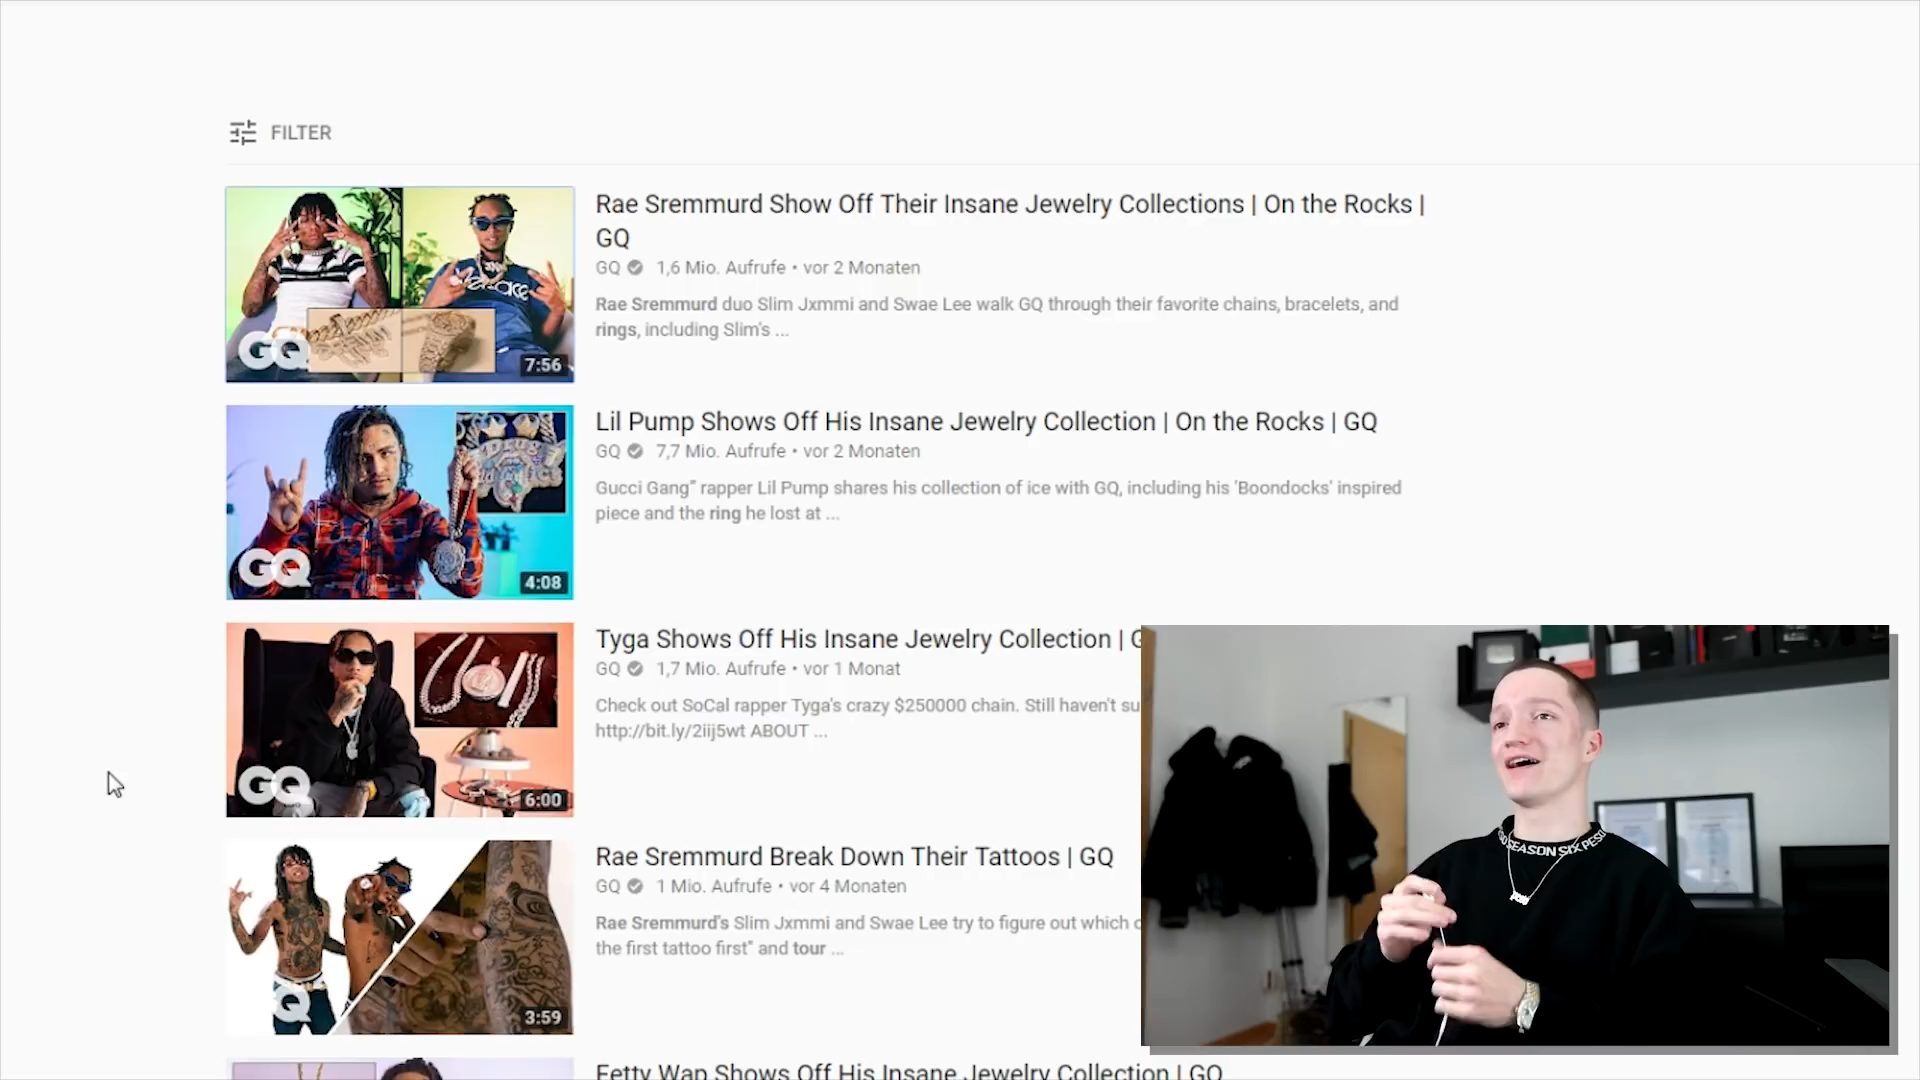 FILTER
Rae Sremmurd Show Off Their Insane Jewelry Collections | On the Rocks |
GQ
GQ 1,6 Mio. Aufrufe • vor 2 Monaten
Rae Sremmurd duo Slim Jxmmi and Swae Lee walk GQ through their favorite chains, bracelets, and
rings, including Slim's ...
GQ
7:56
Lil Pump Shows Off His Insane Jewelry Collection | On the Rocks | GQ
GQ 7,7 Mio. Aufrufe • vor 2 Monaten
Gucci Gang” rapper Lil Pump shares his collection of ice with GQ, including his 'Boondocks' inspired
piece and the ring he lost at ...
GQ
4:08
Tyga Shows Off His Insane Jewelry Collection | G
GQ 1,7 Mio. Aufrufe • vor 1 Monat
Check out SoCal rapper Tyga's crazy $250000 chain. Still haven't su
http://bit.ly/2iij5wt ABOUT ...
GQ
6:00
Rae Sremmurd Break Down Their Tattoos | GQ
GQ 1 Mio. Aufrufe • vor 4 Monaten
Rae Sremmurd's Slim Jxmmi and Swae Lee try to figure out which c
the first tattoo first" and tour ...
Q
3:59
SEASON SIX
Fetty Wap Shows Off His Insane Jewelry Collection | GQ